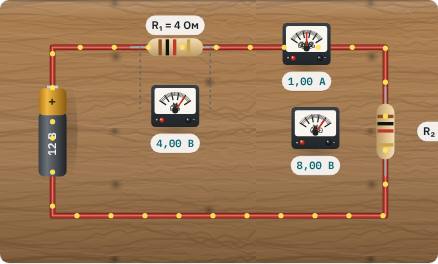 R₁ = 4 Ом
1,00 А
+
12 В
4,00 В
8,00 В
R₂